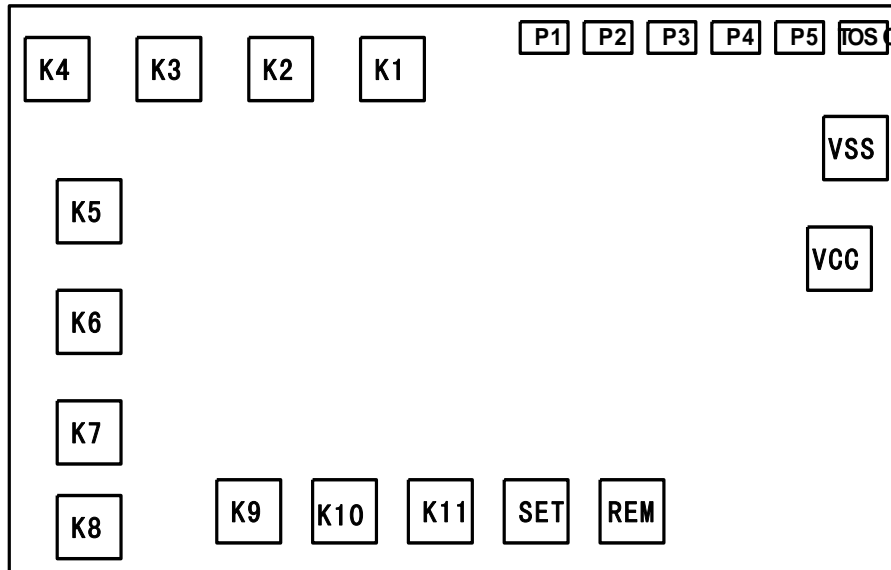 P1 P2 P3 P4 P5 TOS
K4 K3 K2 K1
VSS
K5
VCC
K6
K7
K9 K10 K11 SET REM
K8